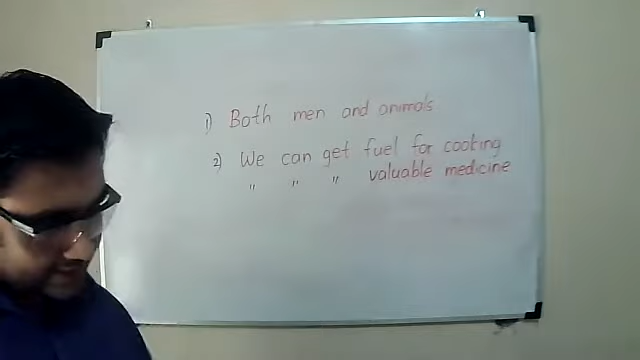 1) Both men and animals
2) We can get fuel for cooking
" " " valuable medicine